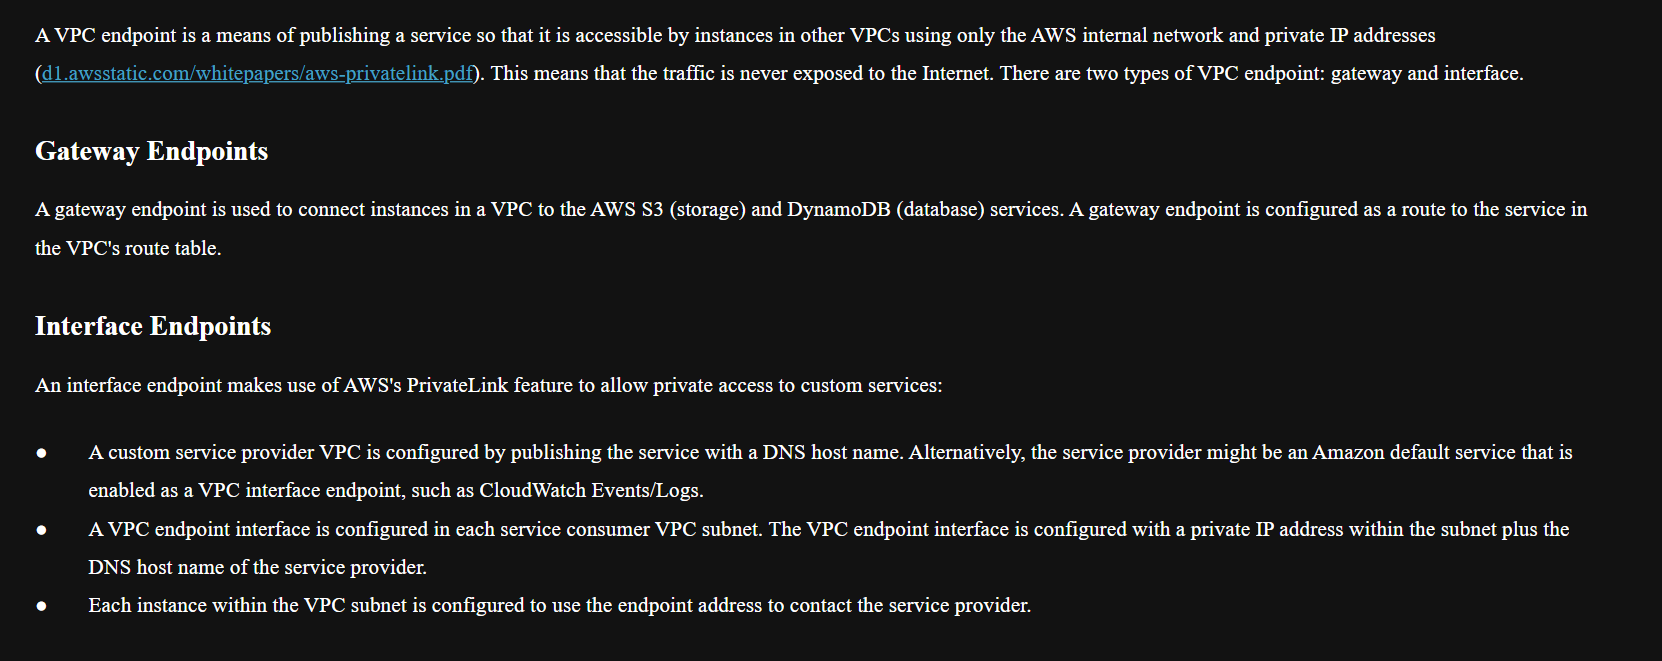 A VPC endpoint is a means of publishing a service so that it is accessible by instances in other VPCs using only the AWS internal network and private IP addresses
(d1.awsstatic.com/whitepapers/aws-privatelink.pdf). This means that the traffic is never exposed to the Internet. There are two types of VPC endpoint: gateway and interface.
Gateway Endpoints
A gateway endpoint is used to connect instances in a VPC to the AWS S3 (storage) and DynamoDB (database) services. A gateway endpoint is configured as a route to the service in
the VPC's route table.
Interface Endpoints
An interface endpoint makes use of AWS's PrivateLink feature to allow private access to custom services:
● A custom service provider VPC is configured by publishing the service with a DNS host name. Alternatively, the service provider might be an Amazon default service that is
enabled as a VPC interface endpoint, such as CloudWatch Events/Logs.
● A VPC endpoint interface is configured in each service consumer VPC subnet. The VPC endpoint interface is configured with a private IP address within the subnet plus the
DNS host name of the service provider.
● Each instance within the VPC subnet is configured to use the endpoint address to contact the service provider.